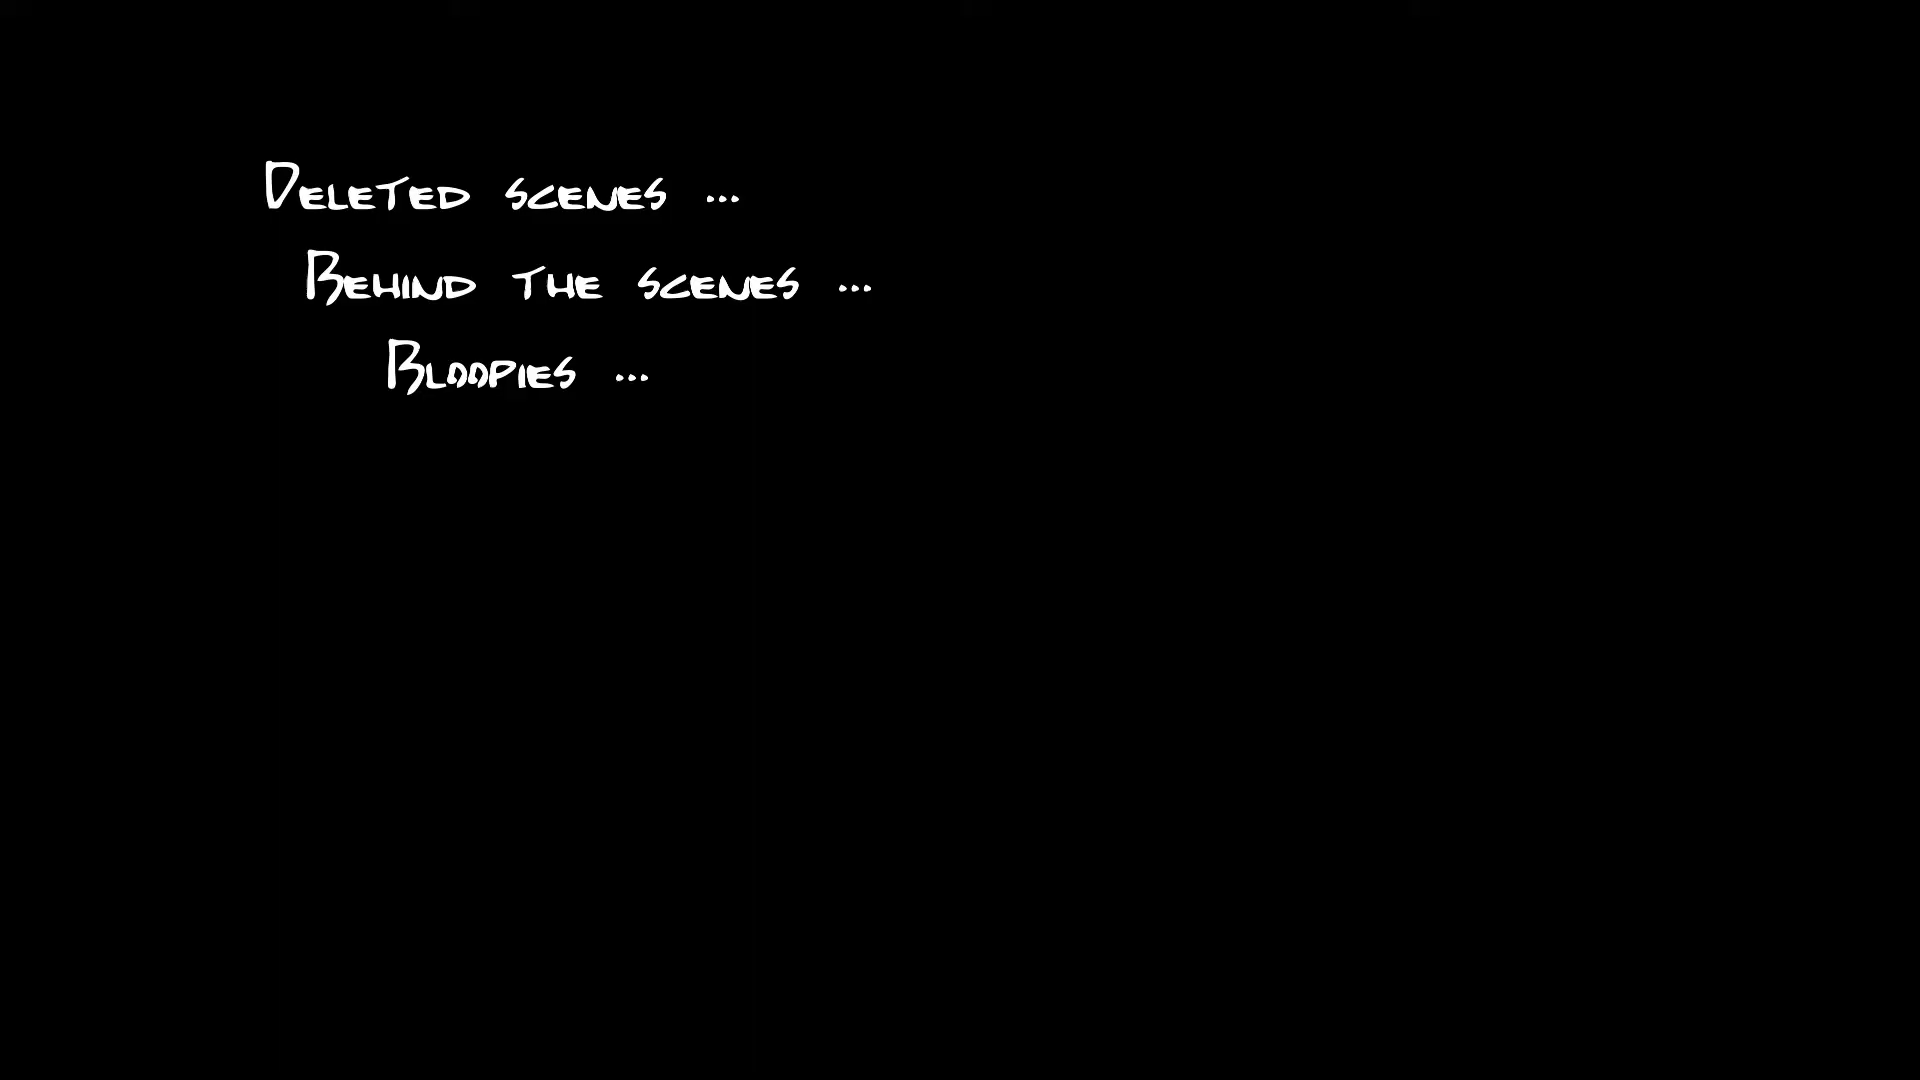 Deleted scenes ...
Behind the scenes ...
Bloopies ...